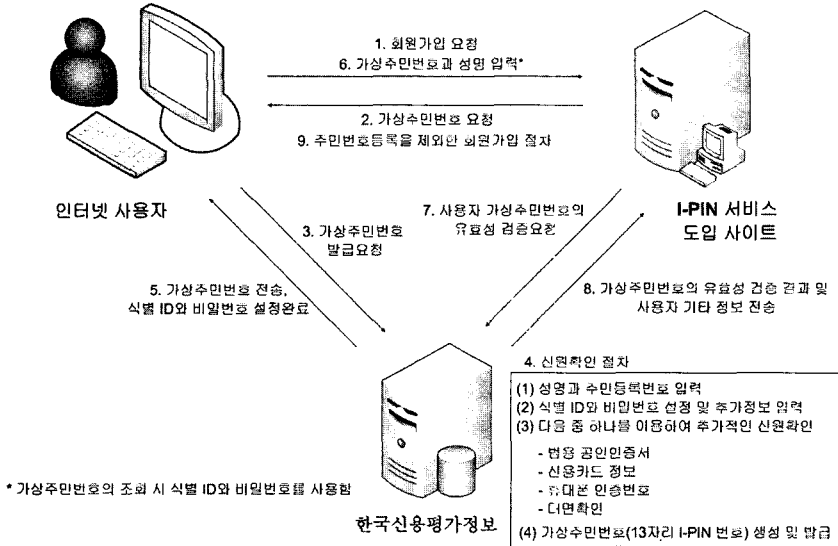 1. 회원가입 요청
6. 가상주민번호과 성명 입력*
2. 가상주민번호 요청
9. 주민번호등록을 제외한 회원가입 절차
인터넷 사용자
I-PIN 서비스
도입 사이트
3. 가상주민번호
발급요청
7. 사용자 가상주민번호의
유효성 검증요청
5. 가상주민번호 전송,
식별 ID와 비밀번호 설정완료
8. 가상주민번호의 유효성 검증 결과 및
사용자 기타 정보 전송
4. 신원확인 절차
(1) 성명과 주민등록번호 입력
(2) 식별 ID와 비밀번호 선정 및 추가정보 입력
(3) 다음 중 하나를 이용하여 추가적인 신원확인
- 범용 공인인증서
- 신용카드 정보
- 휴대폰 인증번호
- 대면확인
(4) 가상주민번호(13자리 I-PIN 번호) 생성 및 발급
* 가상주민번호의 조회 시 식별 ID와 비밀번호를 사용함
한국신용평가정보